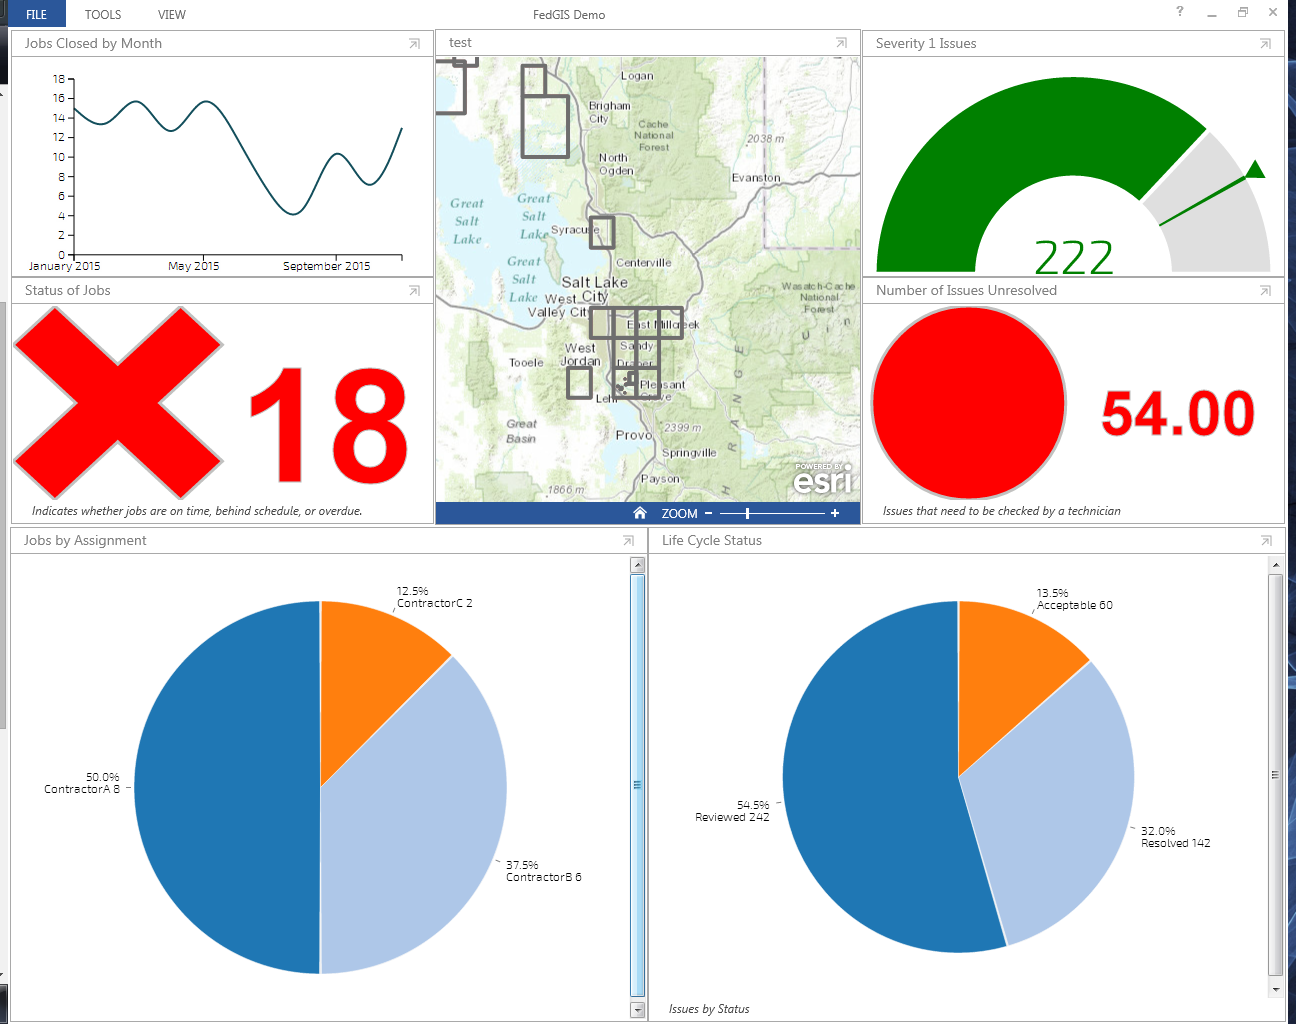 FILE TOOLS VIEW FedGIS Demo ?
Jobs Closed by Month
18
16
14
12
10
8
6
4
2
0
January 2015 May 2015 September 2015
test
Logan
Brigham
City
Cache
National
Forest
2038 m
North
Ogden
Evanston
Great
Salt
Lake
Great
Salt
Lake
Syracuse
Great
Salt
Lake
Centerville
Salt Lake
City
West
Valley City
Wasatch-Cache
National
Forest
East Millcreek
West
Jordan
Sandy
Tooele
Draper
Pleasant
Grove
Lehi
Great
Basin
2399 m
Provo
Springville
Payson
1866 m
U i n
R A N G E
H
POWERED BY
esri
ZOOM − +
Severity 1 Issues
222
Status of Jobs
18
Indicates whether jobs are on time, behind schedule, or overdue.
Number of Issues Unresolved
54.00
Issues that need to be checked by a technician
Jobs by Assignment
12.5%
ContractorC 2
50.0%
ContractorA 8
37.5%
ContractorB 6
Life Cycle Status
13.5%
Acceptable 60
54.5%
Reviewed 242
32.0%
Resolved 142
Issues by Status